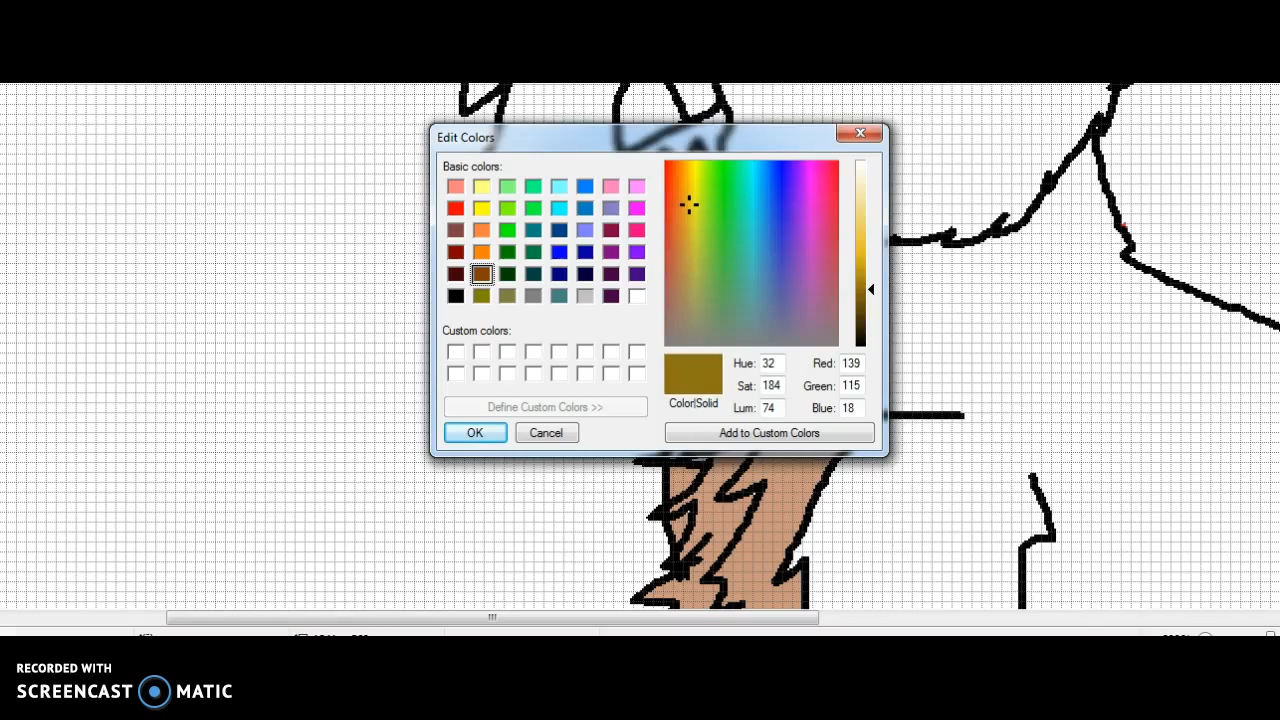 Edit Colors
Basic colors:
Custom colors:
Define Custom Colors >>
OK
Cancel
Color|Solid
Hue: 32
Sat: 184
Lum: 74
Red: 139
Green: 115
Blue: 18
Add to Custom Colors
RECORDED WITH
SCREENCAST MATIC